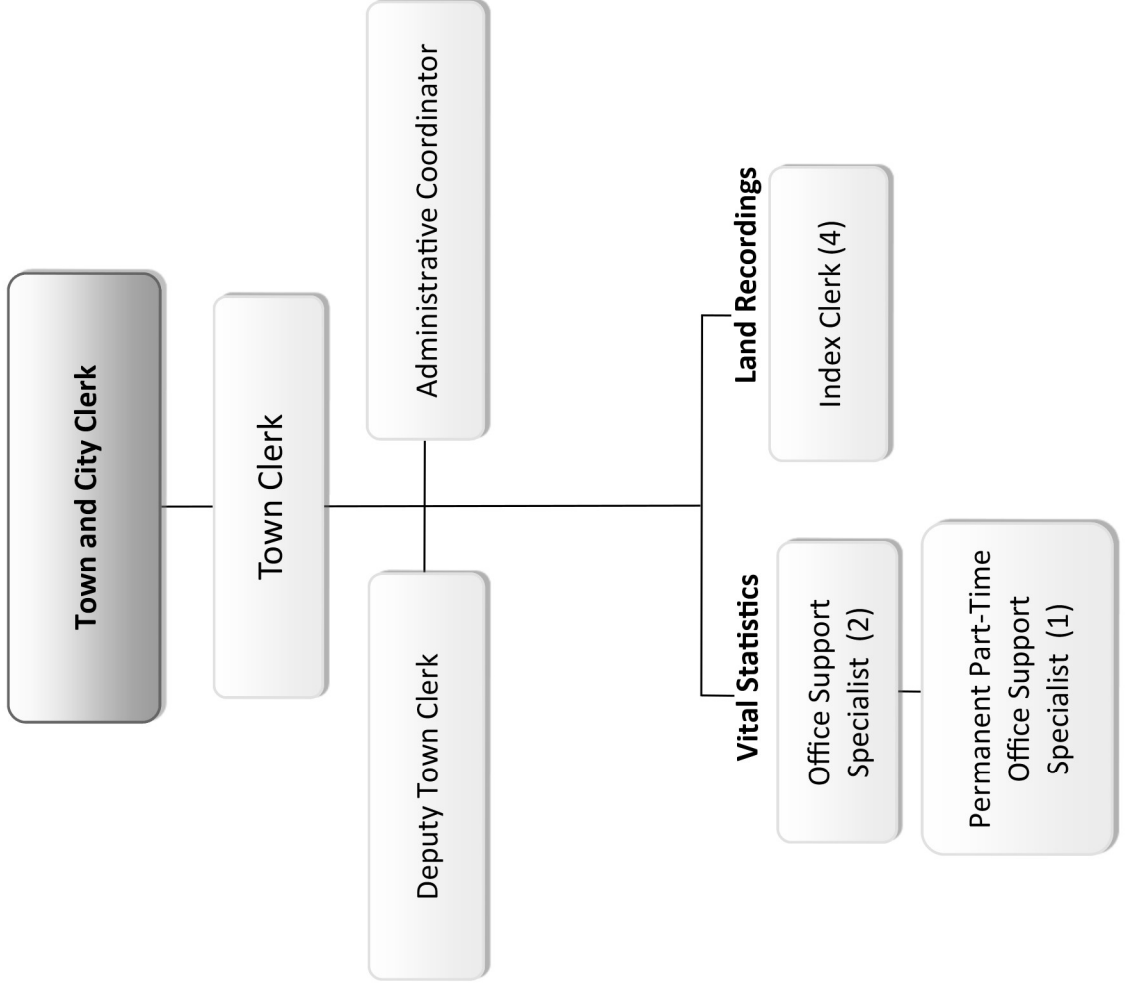 Town and City Clerk
Town Clerk
Deputy Town Clerk
Administrative Coordinator
Vital Statistics
Office Support
Specialist (2)
Permanent Part-Time
Office Support
Specialist (1)
Land Recordings
Index Clerk (4)